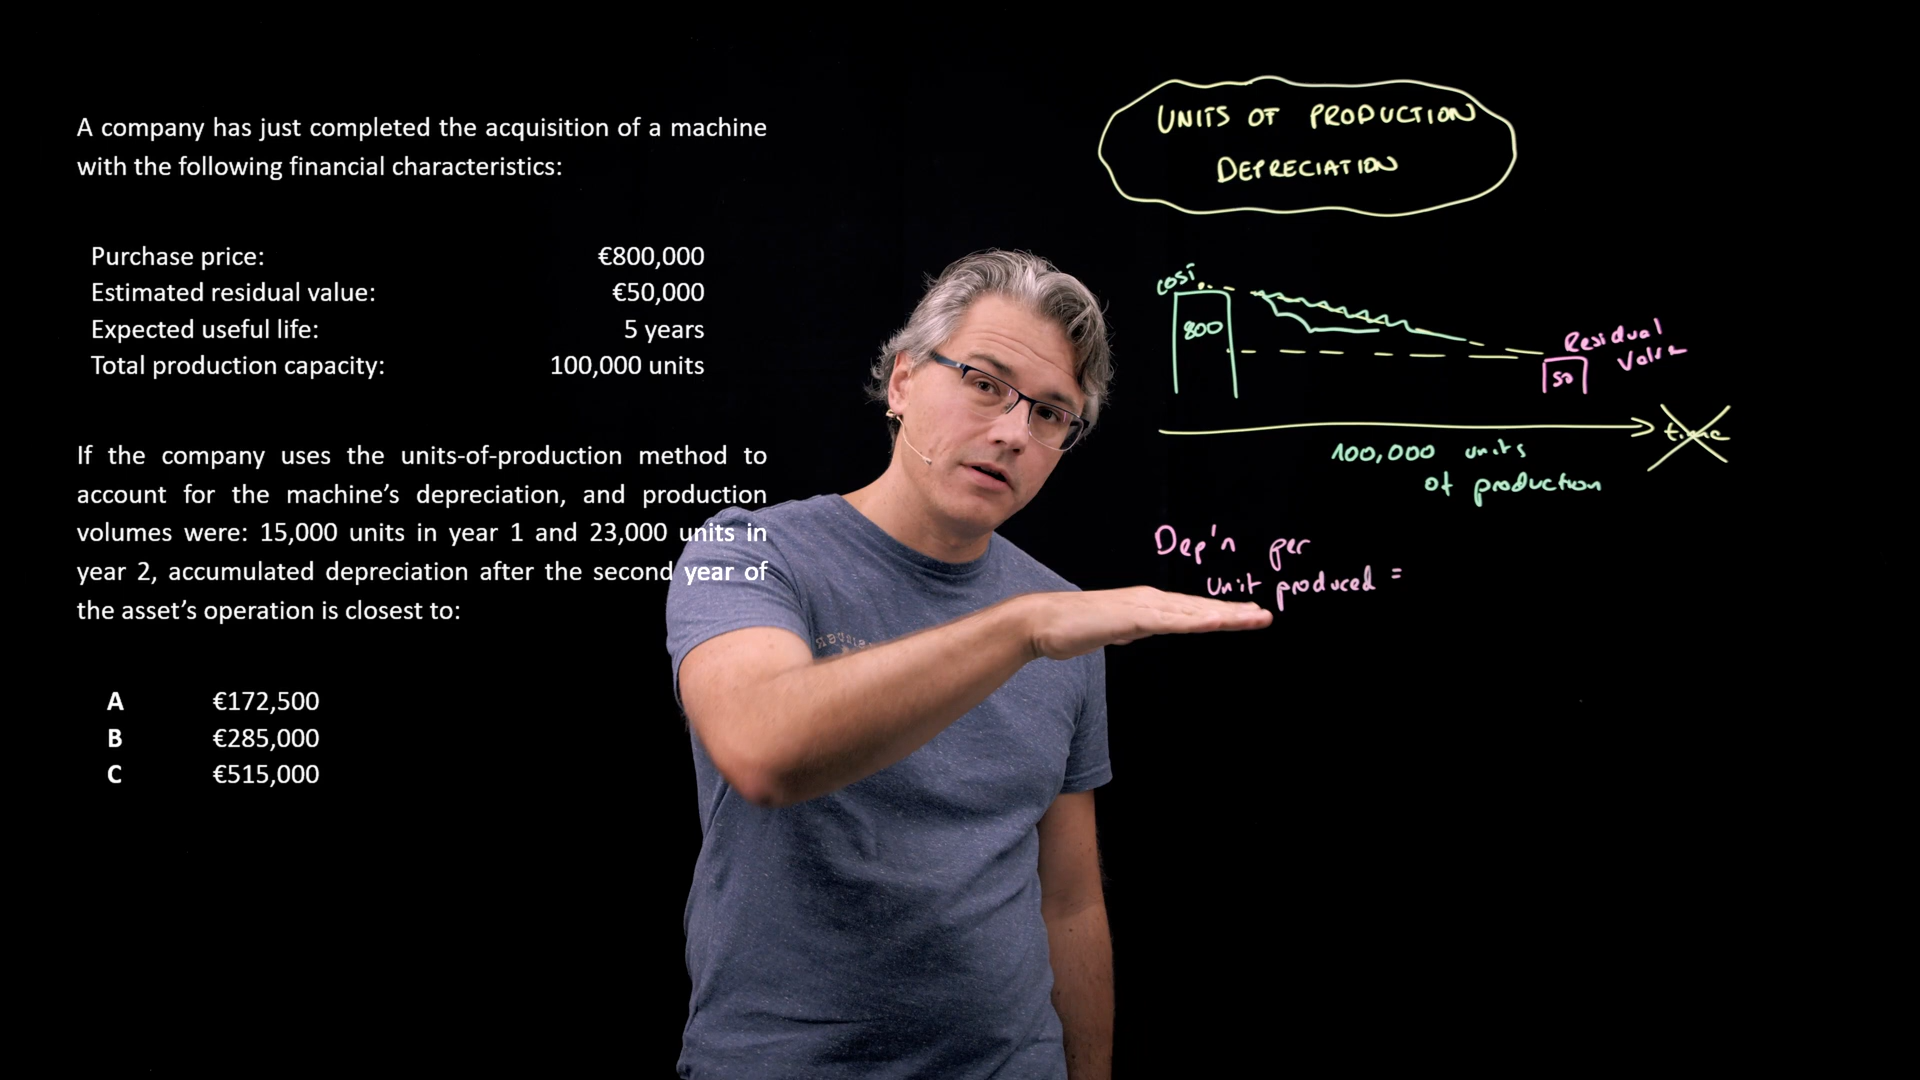 A company has just completed the acquisition of a machine
with the following financial characteristics:
Purchase price: €800,000
Estimated residual value: €50,000
Expected useful life: 5 years
Total production capacity: 100,000 units
If the company uses the units-of-production method to
account for the machine’s depreciation, and production
volumes were: 15,000 units in year 1 and 23,000 units in
year 2, accumulated depreciation after the second year of
the asset’s operation is closest to:
A €172,500
B €285,000
C €515,000
UNITS OF PRODUCTION
DEPRECIATION
cost
800
Residual
Value
50
time
100,000 units
of production
Dep'n per
unit produced =